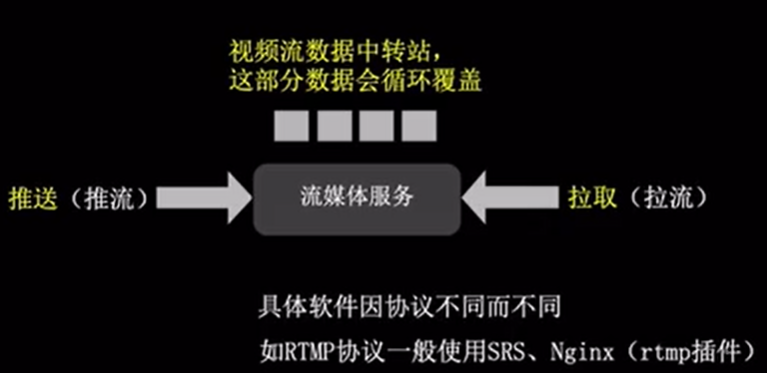 视频流数据中转站，
这部分数据会循环覆盖
推送（推流）
流媒体服务
拉取（拉流）
具体软件因协议不同而不同
如RTMP协议一般使用SRS、Nginx（rtmp插件）